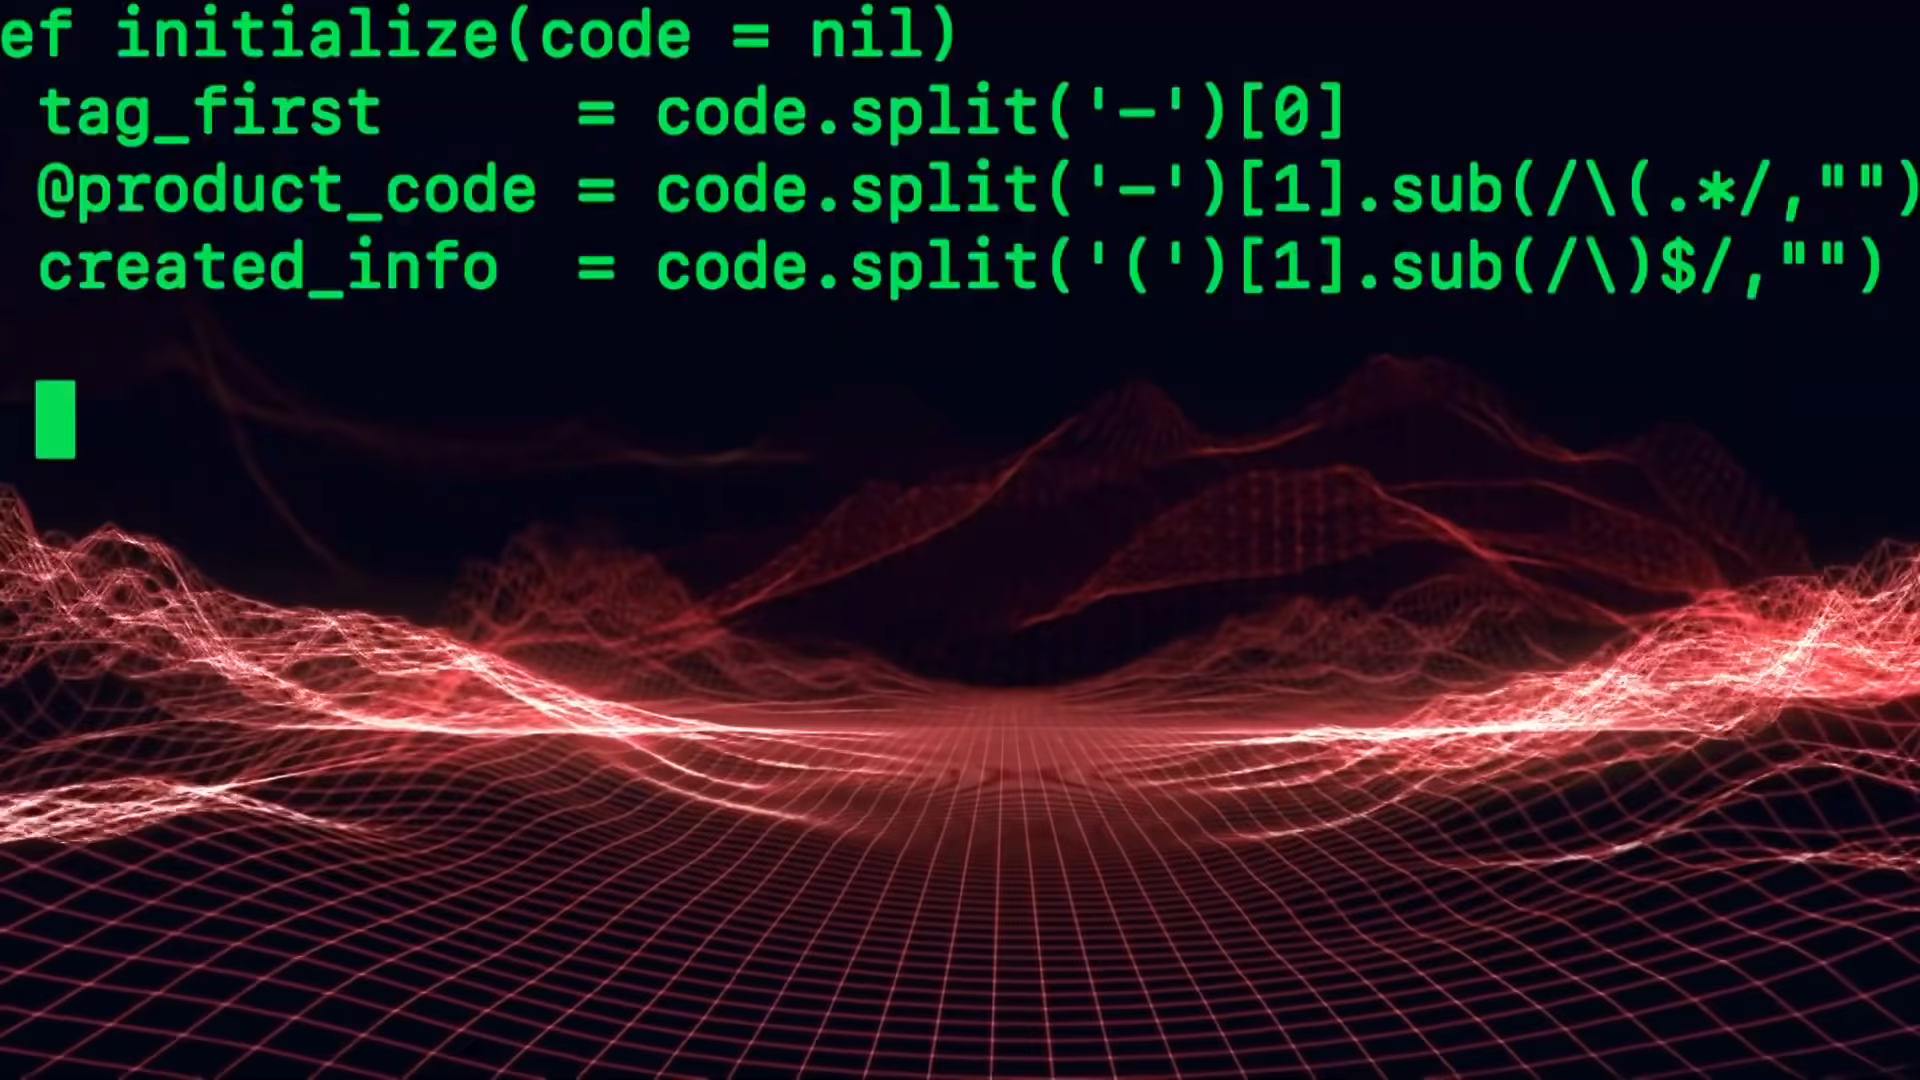 ef initialize(code = nil)
tag_first = code.split('-')[0]
@product_code = code.split('-')[1].sub(/\(.*/,"")
created_info = code.split('(')[1].sub(/\)$/,"")